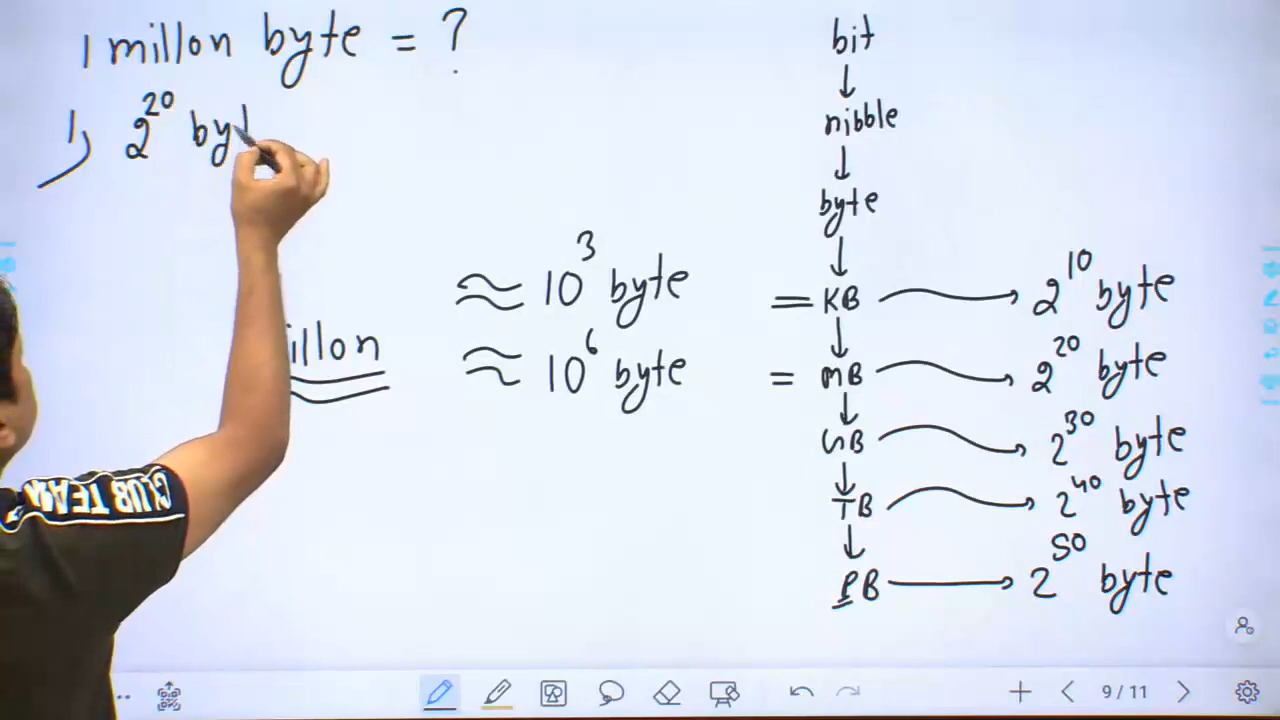 1 millon byte = ?
1) 2^20 by
≈ 10^3 byte
illon ≈ 10^6 byte
bit
↓
nibble
↓
byte
↓
= KB → 2^10 byte
↓
= MB → 2^20 byte
↓
GB → 2^30 byte
↓
TB → 2^40 byte
↓
PB → 2^50 byte
CLUB TEAM
9/11